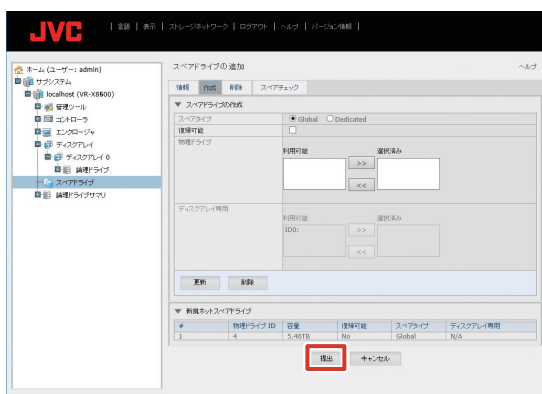 JVC
| 言語 | 表示 | ストレージネットワーク | ログアウト | ヘルプ | バージョン情報 |
ホーム (ユーザー: admin)
サブシステム
localhost (VR-X8600)
管理ツール
コントローラ
エンクロージャ
ディスクアレイ
ディスクアレイ 0
論理ドライブ
スペアドライブ
論理ドライブサマリ
スペアドライブの追加
ヘルプ
情報 作成 削除 スペアチェック
▼ スペアドライブの作成
スペアタイプ Global Dedicated
復帰可能
物理ドライブ
利用可能 選択済み
>>
<<
ディスクアレイ専用
利用可能 選択済み
ID0: >>
<<
更新 削除
▼ 新規ホットスペアドライブ
# 物理ドライブ ID 容量 復帰可能 スペアタイプ ディスクアレイ専用
1 4 5.46TB No Global N/A
提出 キャンセル